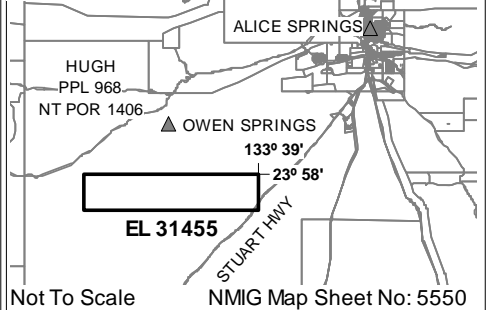 ALICE SPRINGS
HUGH
PPL 968
NT POR 1406
OWEN SPRINGS
133º 39'
23º 58'
EL 31455
STUART HWY
Not To Scale
NMIG Map Sheet No: 5550